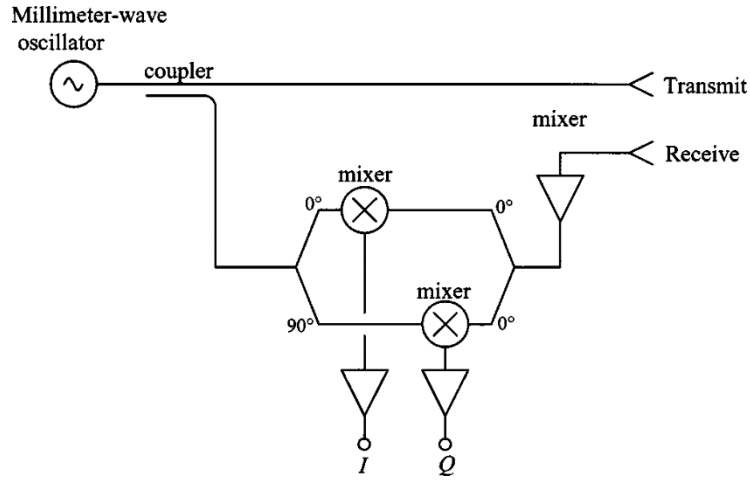 Millimeter-wave
oscillator
coupler
Transmit
mixer
Receive
mixer
0°
0°
mixer
90°
0°
I
Q